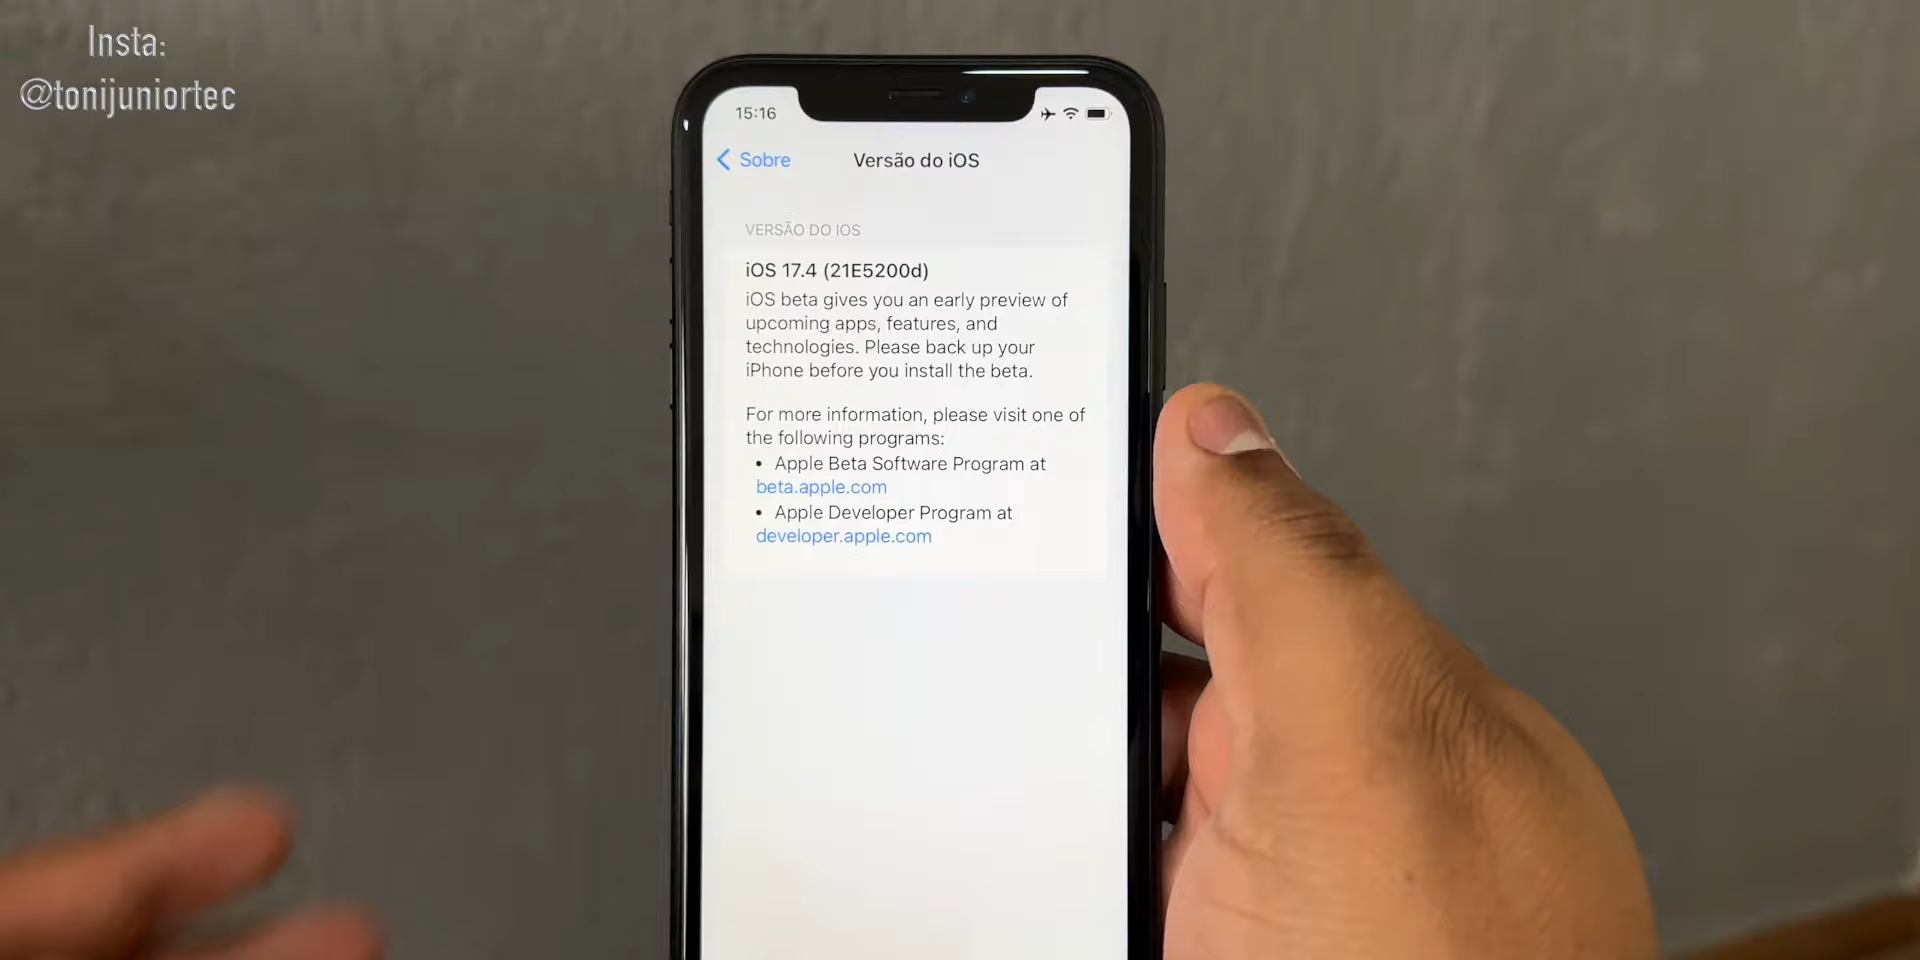 Insta:
@tonijuniortec
15:16
Sobre
Versão do iOS
VERSÃO DO IOS
iOS 17.4 (21E5200d)
iOS beta gives you an early preview of
upcoming apps, features, and
technologies. Please back up your
iPhone before you install the beta.
For more information, please visit one of
the following programs:
• Apple Beta Software Program at
beta.apple.com
• Apple Developer Program at
developer.apple.com